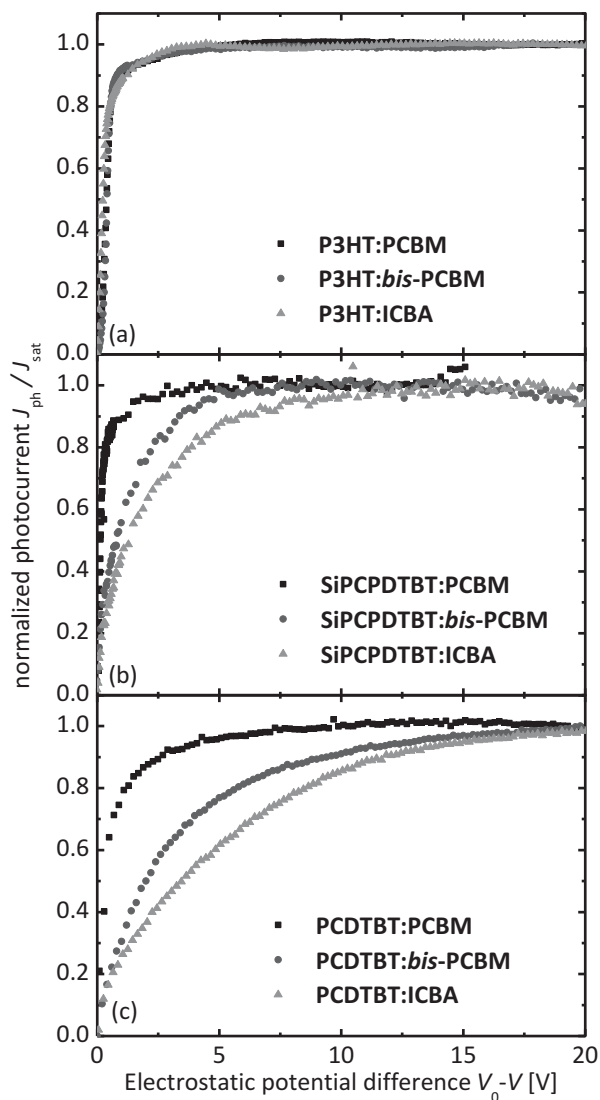 normalized photocurrent J_ph / J_sat
1.0
0.8
0.6
0.4
0.2
0.0
P3HT:PCBM
P3HT:bis-PCBM
P3HT:ICBA
(a)
1.0
0.8
0.6
0.4
0.2
0.0
SiPCPDTBT:PCBM
SiPCPDTBT:bis-PCBM
SiPCPDTBT:ICBA
(b)
1.0
0.8
0.6
0.4
0.2
0.0
PCDTBT:PCBM
PCDTBT:bis-PCBM
PCDTBT:ICBA
(c)
0 5 10 15 20
Electrostatic potential difference V_0-V [V]